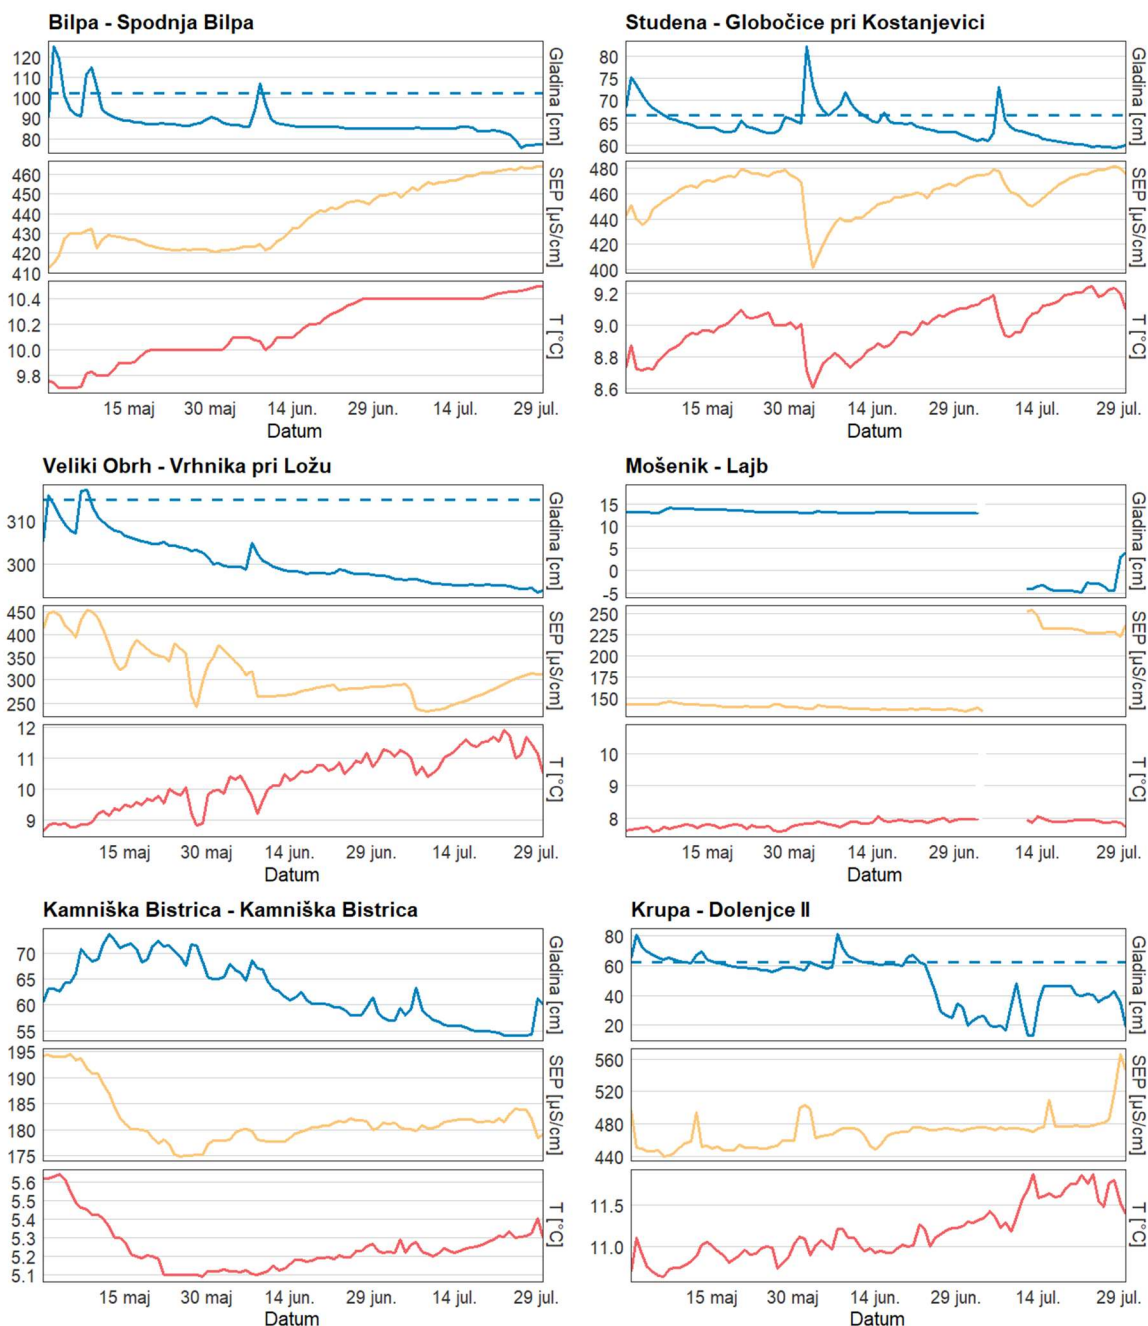 Bilpa - Spodnja Bilpa
120
110
100
90
80
Gladina [cm]
460
450
440
430
420
410
SEP [µS/cm]
10.4
10.2
10.0
9.8
T [°C]
15 maj 30 maj 14 jun. 29 jun. 14 jul. 29 jul.
Datum
Studena - Globočice pri Kostanjevici
80
75
70
65
60
Gladina [cm]
480
460
440
420
400
SEP [µS/cm]
9.2
9.0
8.8
8.6
T [°C]
15 maj 30 maj 14 jun. 29 jun. 14 jul. 29 jul.
Datum
Veliki Obrh - Vrhnika pri Ložu
310
300
Gladina [cm]
450
400
350
300
250
SEP [µS/cm]
12
11
10
9
T [°C]
15 maj 30 maj 14 jun. 29 jun. 14 jul. 29 jul.
Datum
Mošenik - Lajb
15
10
5
0
-5
Gladina [cm]
250
225
200
175
150
SEP [µS/cm]
10
9
8
T [°C]
15 maj 30 maj 14 jun. 29 jun. 14 jul. 29 jul.
Datum
Kamniška Bistrica - Kamniška Bistrica
70
65
60
55
Gladina [cm]
195
190
185
180
175
SEP [µS/cm]
5.6
5.5
5.4
5.3
5.2
5.1
T [°C]
15 maj 30 maj 14 jun. 29 jun. 14 jul. 29 jul.
Datum
Krupa - Dolenjce II
80
60
40
20
Gladina [cm]
560
520
480
440
SEP [µS/cm]
11.5
11.0
T [°C]
15 maj 30 maj 14 jun. 29 jun. 14 jul. 29 jul.
Datum